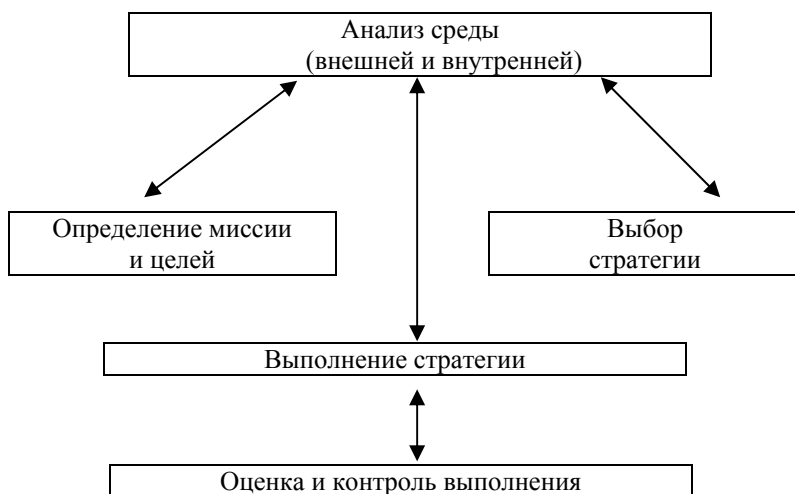 Анализ среды
(внешней и внутренней)
Определение миссии
и целей
Выбор
стратегии
Выполнение стратегии
Оценка и контроль выполнения